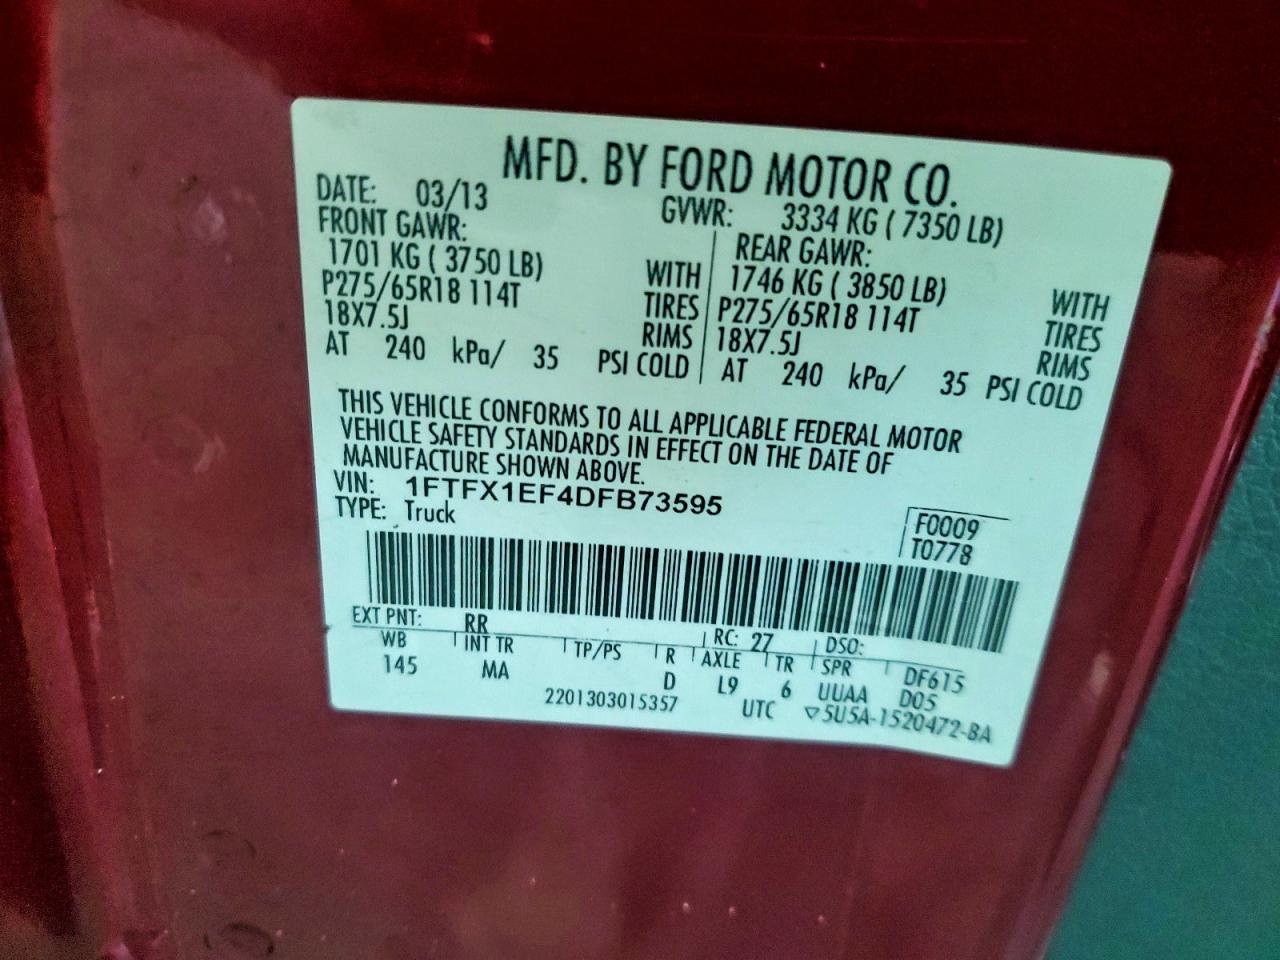 MFD. BY FORD MOTOR CO.
DATE: 03/13 GVWR: 3334 KG ( 7350 LB)
FRONT GAWR: REAR GAWR:
1701 KG ( 3750 LB) WITH 1746 KG ( 3850 LB) WITH
P275/65R18 114T TIRES P275/65R18 114T TIRES
18X7.5J RIMS 18X7.5J RIMS
AT 240 kPa/ 35 PSI COLD AT 240 kPa/ 35 PSI COLD
THIS VEHICLE CONFORMS TO ALL APPLICABLE FEDERAL MOTOR
VEHICLE SAFETY STANDARDS IN EFFECT ON THE DATE OF
MANUFACTURE SHOWN ABOVE.
VIN: 1FTFX1EF4DFB73595
TYPE: Truck
F0009
T0778
EXT PNT: RR RC: 27 DSO:
WB INT TR TP/PS R AXLE TR SPR DF615
145 MA D L9 6 UUAA D05
2201303015357 UTC ▽5U5A-1520472-BA